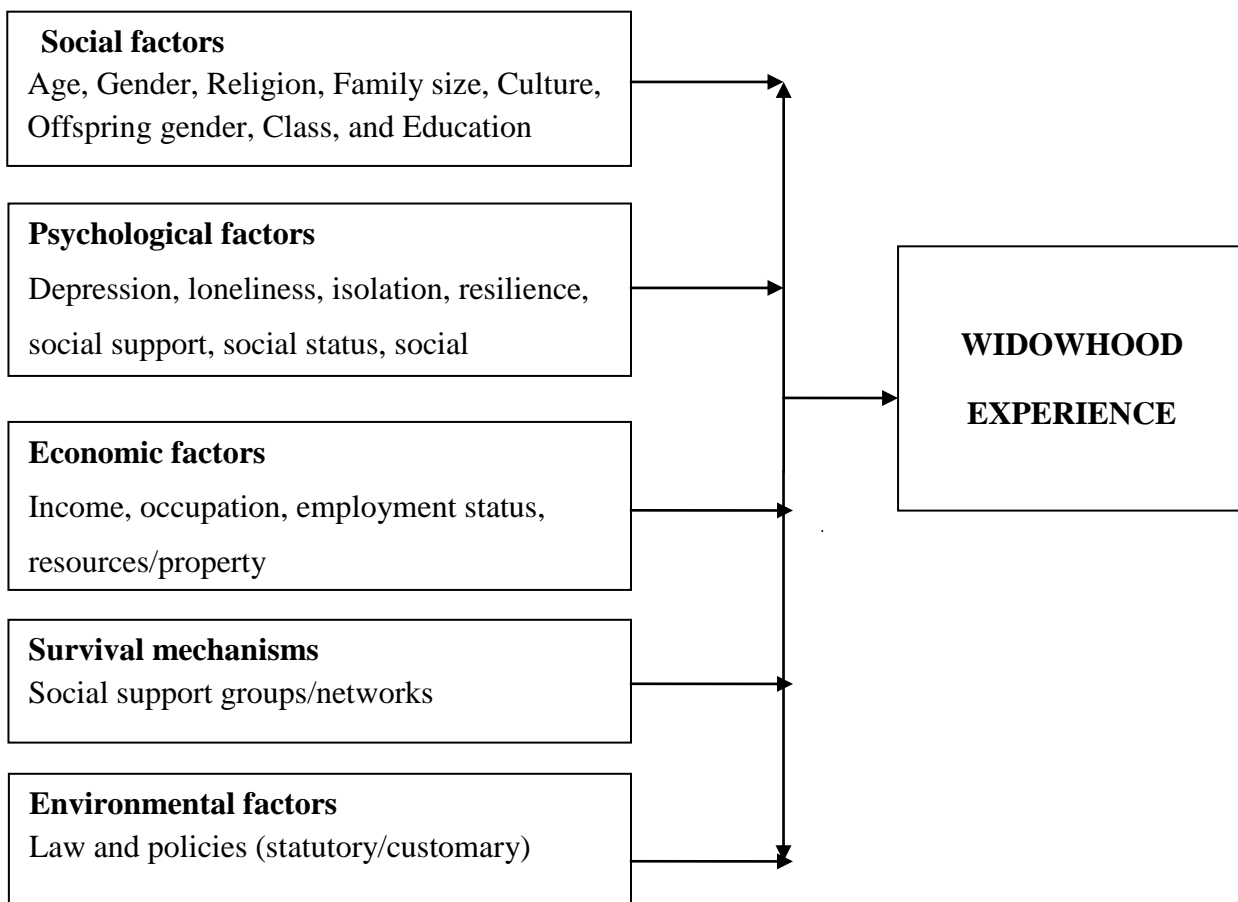 Social factors
Age, Gender, Religion, Family size, Culture,
Offspring gender, Class, and Education
Psychological factors
Depression, loneliness, isolation, resilience,
social support, social status, social
Economic factors
Income, occupation, employment status,
resources/property
Survival mechanisms
Social support groups/networks
Environmental factors
Law and policies (statutory/customary)
WIDOWHOOD
EXPERIENCE